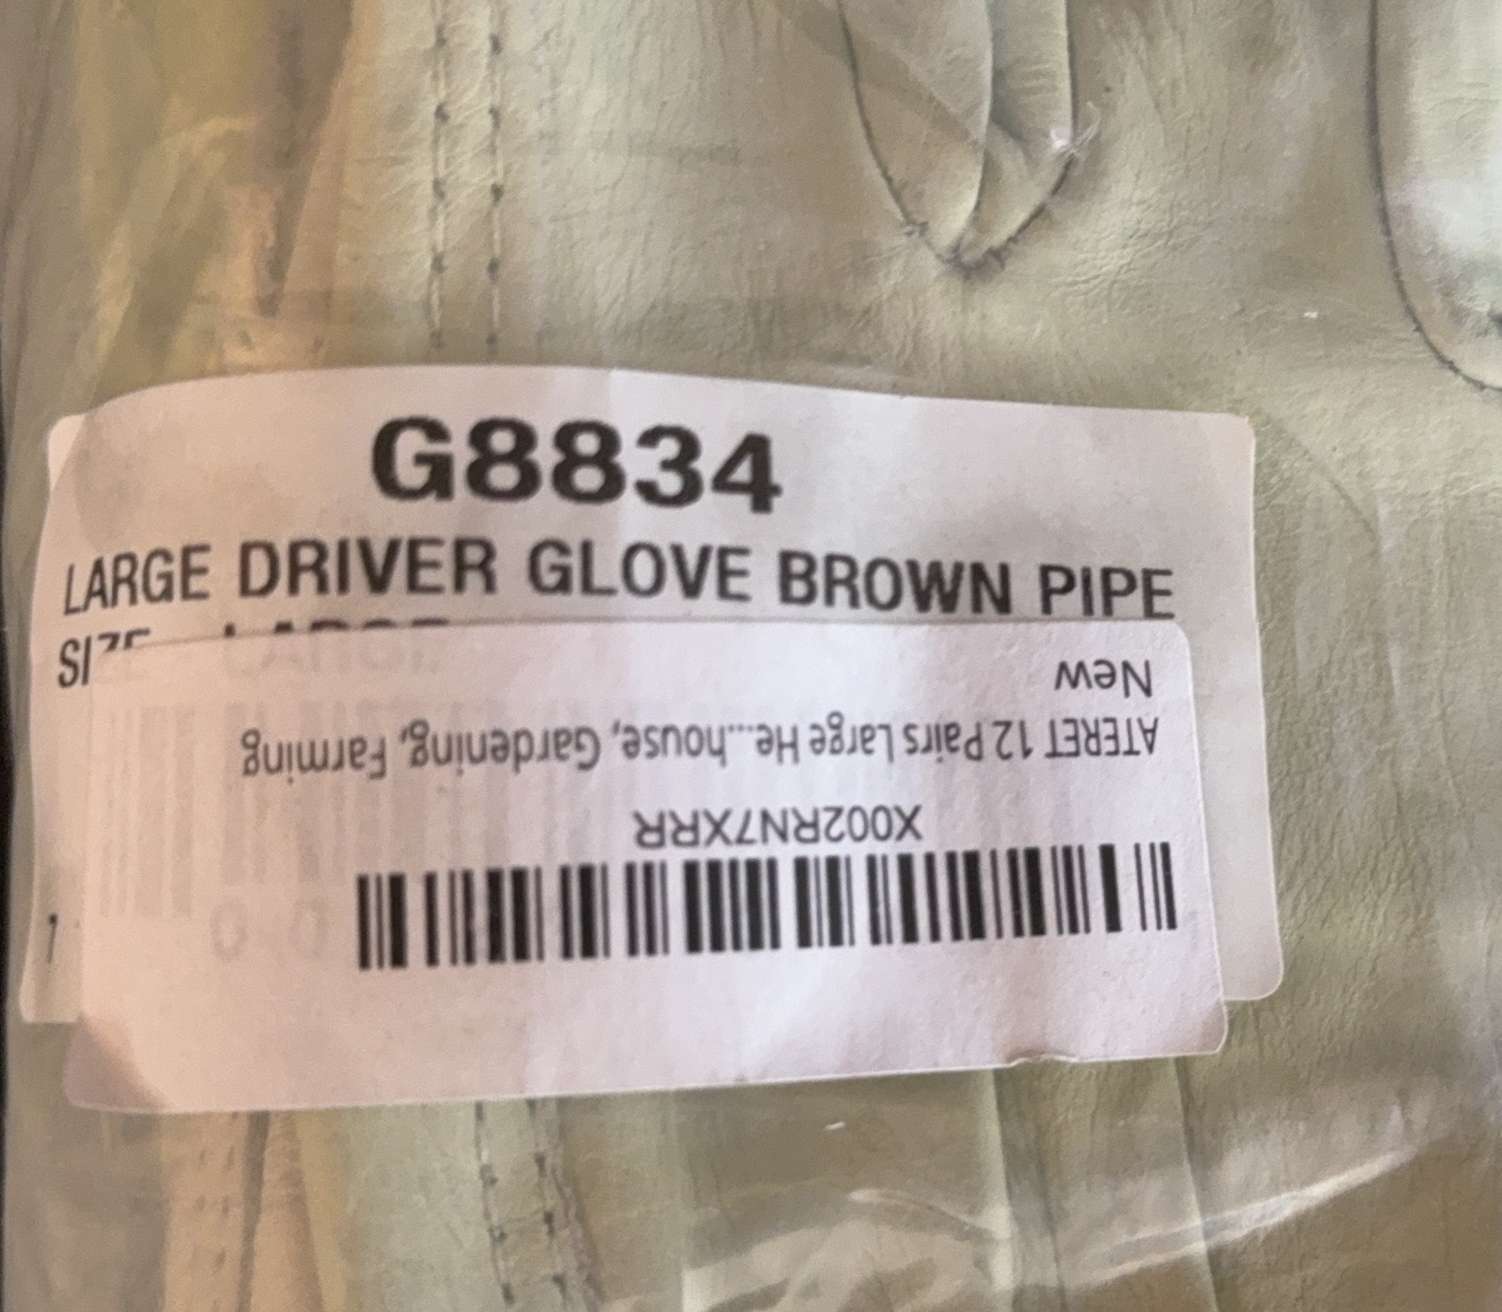 G8834
LARGE DRIVER GLOVE BROWN PIPE
New
ATERET 12 Pairs Large He...house, Gardening, Farming
X002RN7XRR